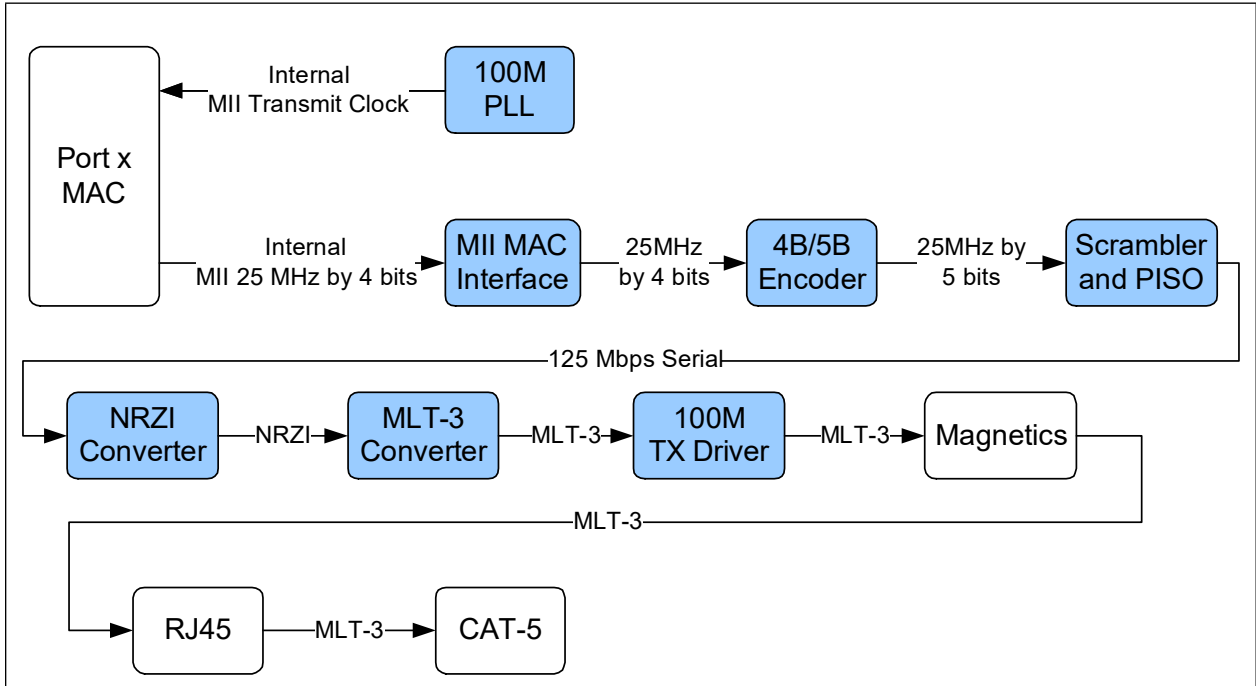 Internal
MII Transmit Clock
100M
PLL
Port x
MAC
Internal
MII 25 MHz by 4 bits
MII MAC
Interface
25MHz
by 4 bits
4B/5B
Encoder
25MHz by
5 bits
Scrambler
and PISO
125 Mbps Serial
NRZI
Converter
NRZI
MLT-3
Converter
MLT-3
100M
TX Driver
MLT-3
Magnetics
MLT-3
RJ45
MLT-3
CAT-5